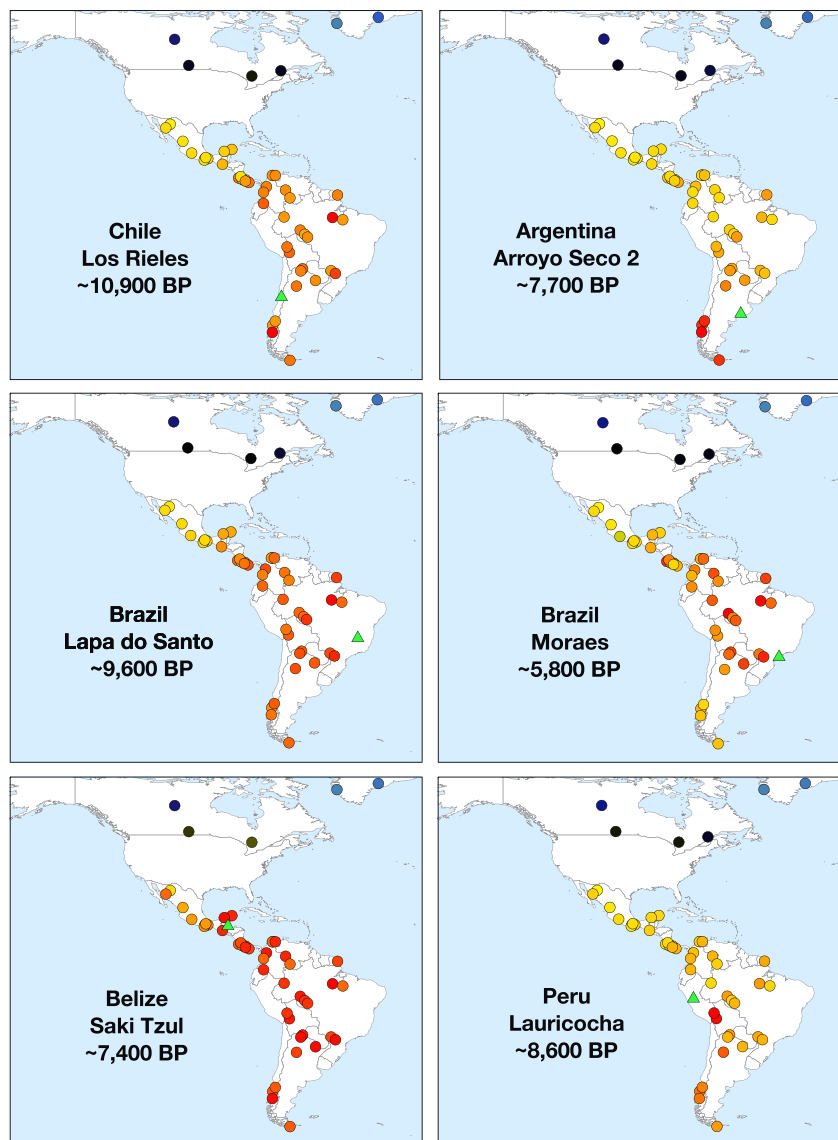 Chile
Los Rieles
~10,900 BP
Argentina
Arroyo Seco 2
~7,700 BP
Brazil
Lapa do Santo
~9,600 BP
Brazil
Moraes
~5,800 BP
Belize
Saki Tzul
~7,400 BP
Peru
Lauricocha
~8,600 BP